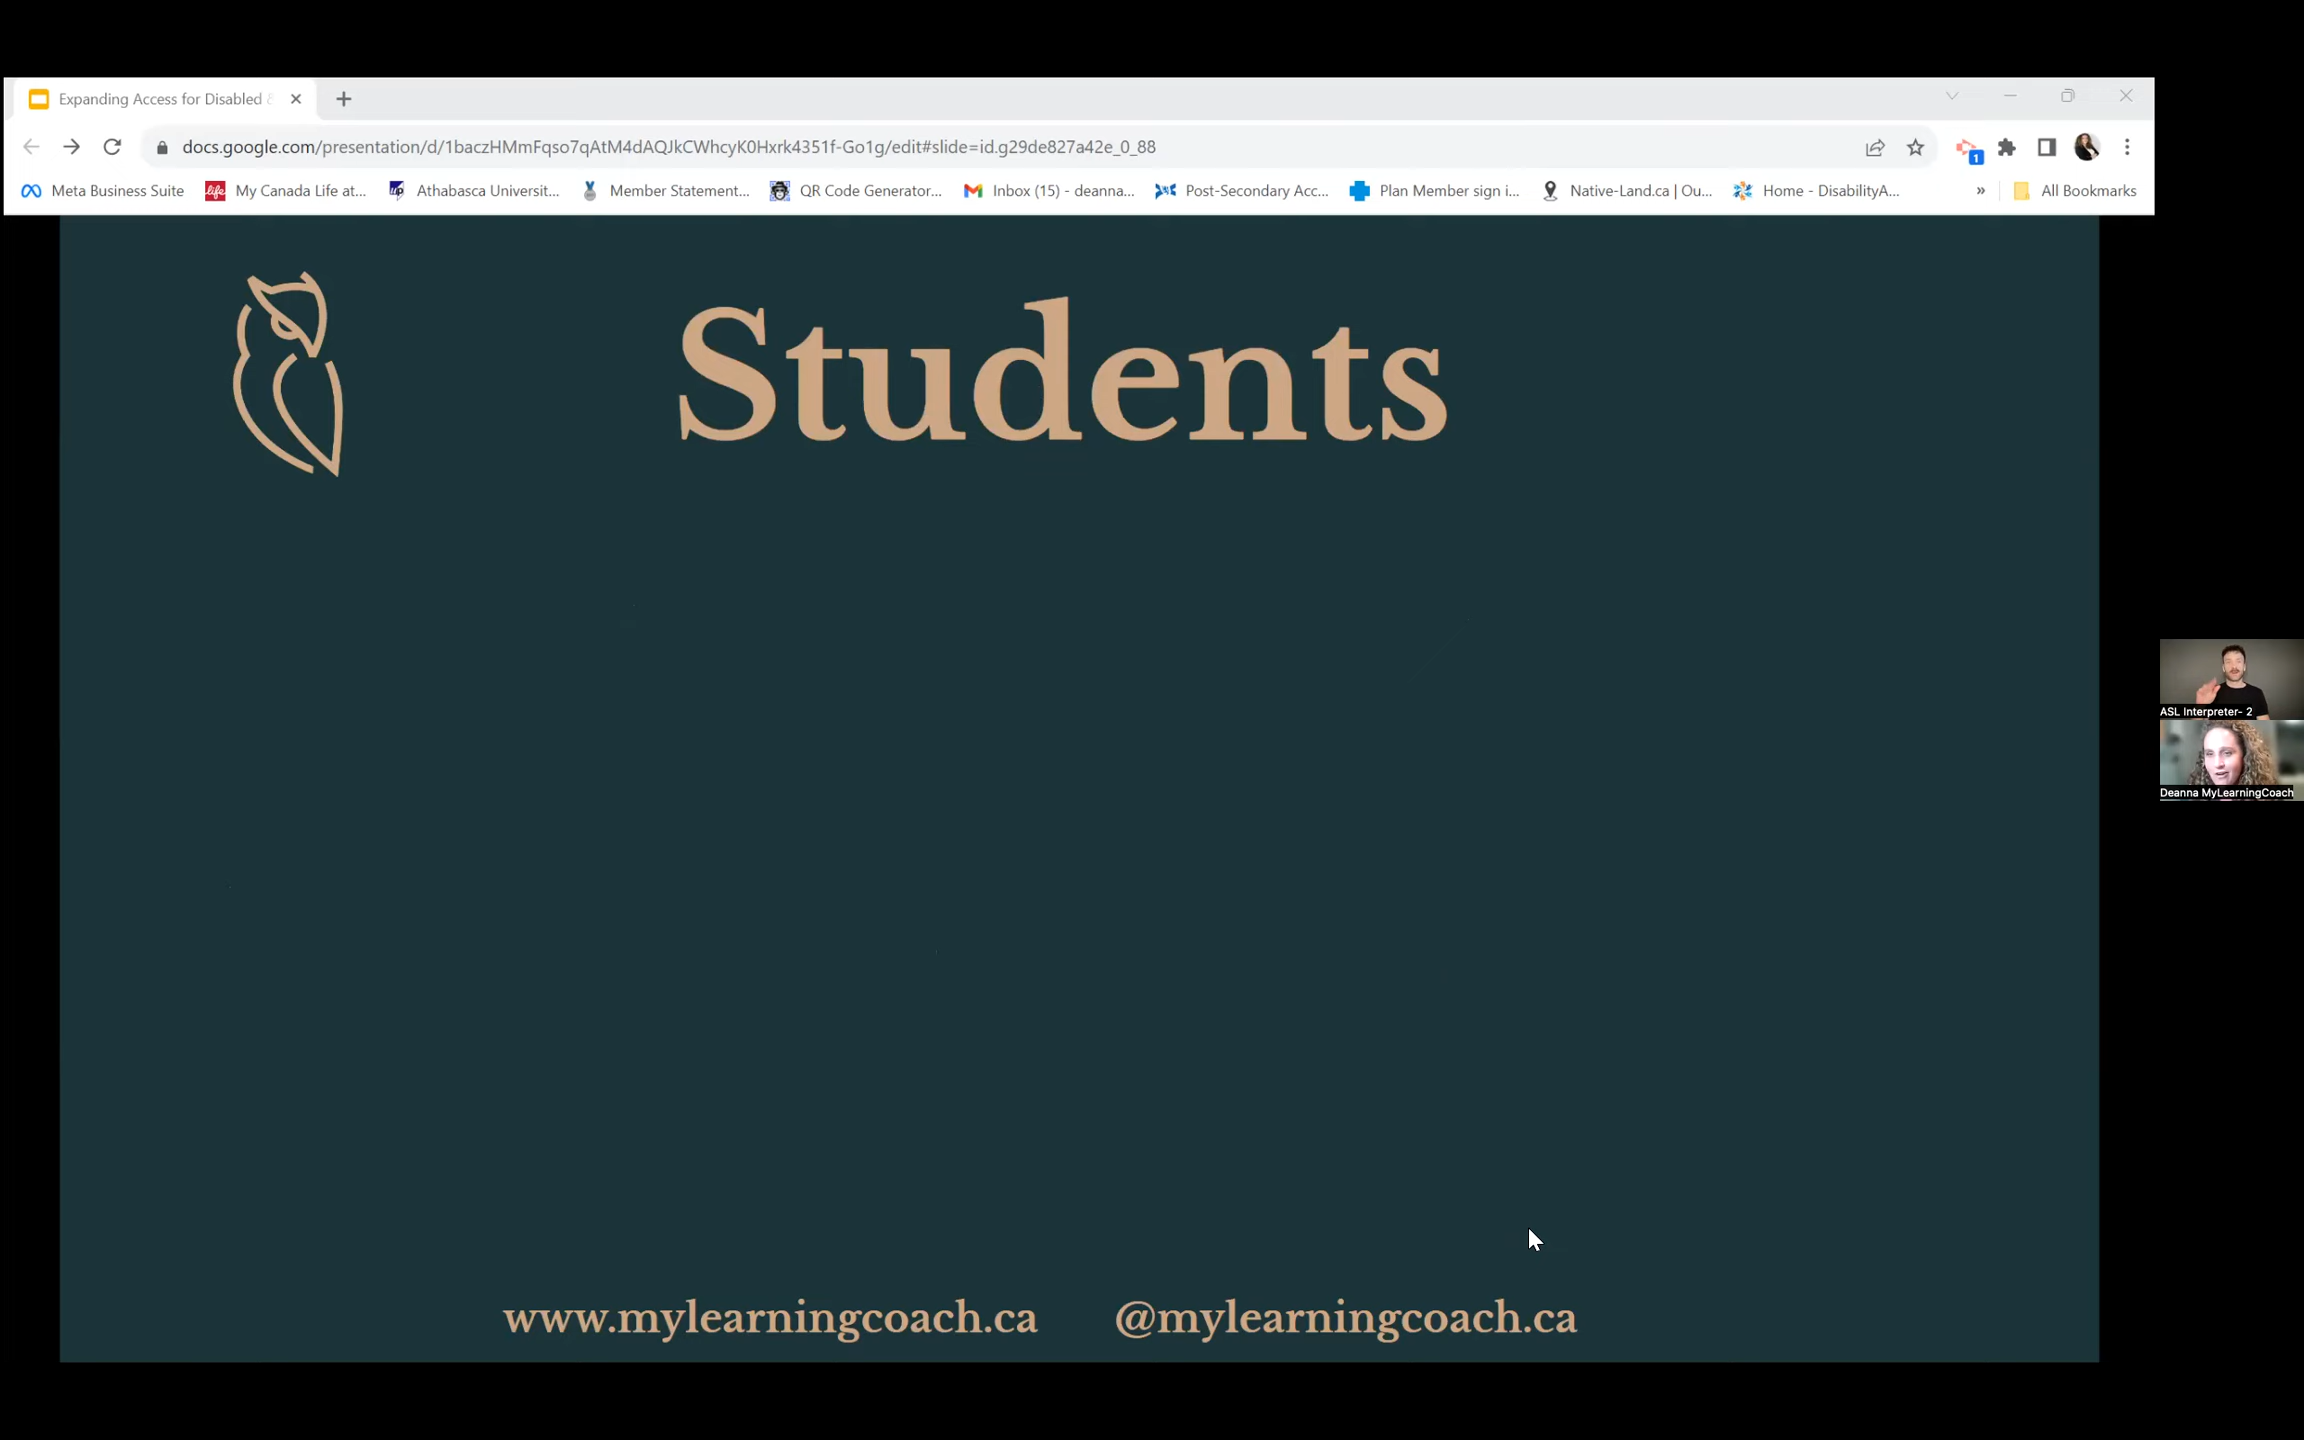 Expanding Access for Disabled &
docs.google.com/presentation/d/1baczHMmFqso7qAtM4dAQJkCWhcyK0Hxrk4351f-Go1g/edit#slide=id.g29de827a42e_0_88
1
Meta Business Suite My Canada Life at... Athabasca Universit... Member Statement... QR Code Generator... Inbox (15) - deanna... Post-Secondary Acc... Plan Member sign i... Native-Land.ca | Ou... Home - DisabilityA... » All Bookmarks
Students
ASL Interpreter- 2
Deanna MyLearningCoach
www.mylearningcoach.ca @mylearningcoach.ca